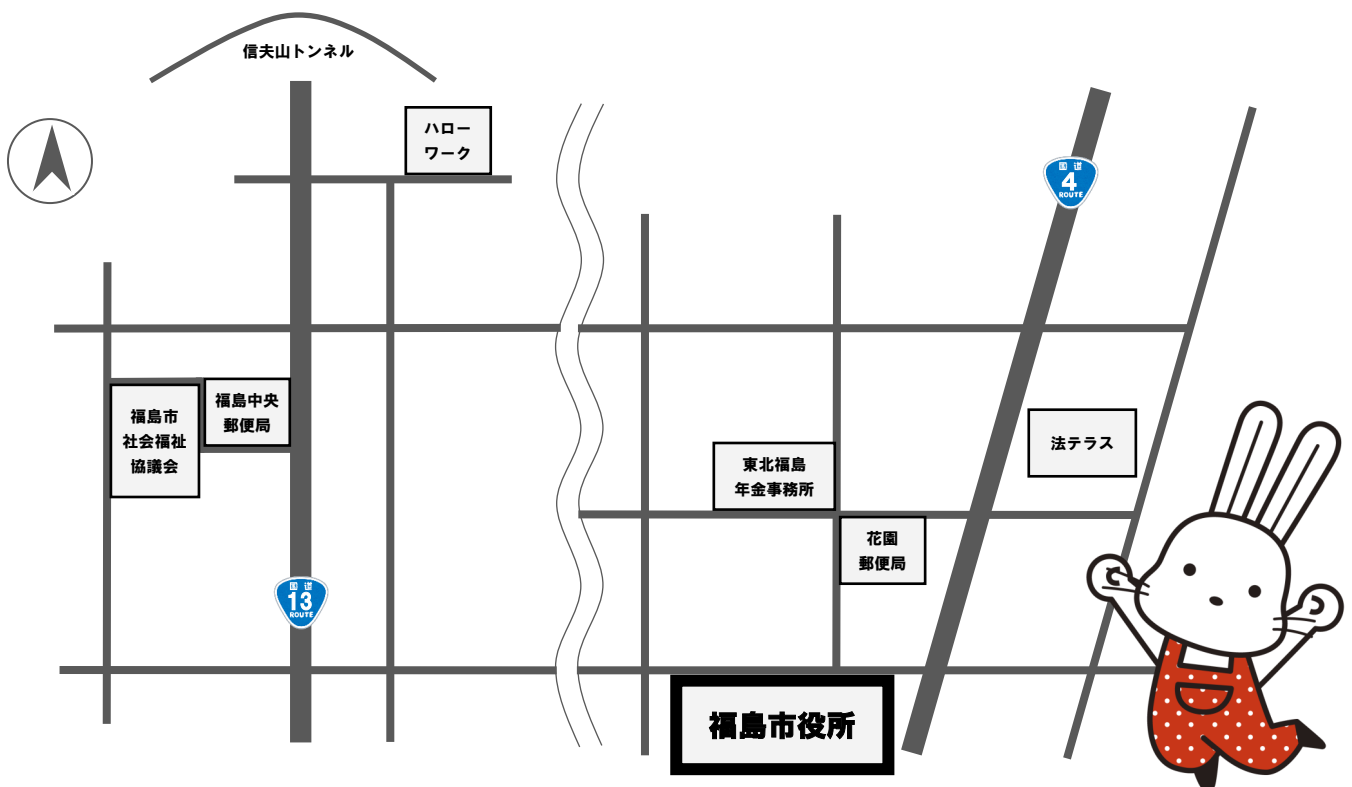 信夫山トンネル
ハロー
ワーク
国道
4
ROUTE
福島市
社会福祉
協議会
福島中央
郵便局
法テラス
東北福島
年金事務所
花園
郵便局
国道
13
ROUTE
福島市役所